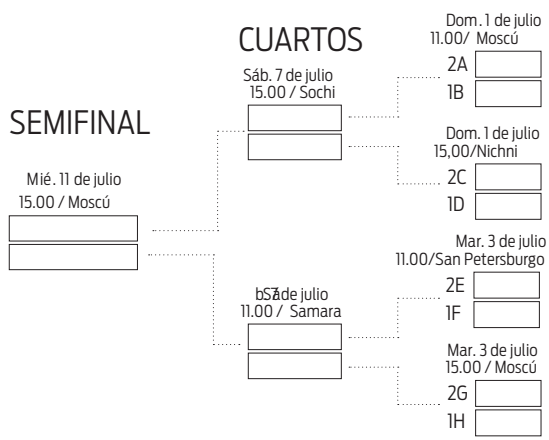 SEMIFINAL
Mié. 11 de julio
15.00 / Moscú
CUARTOS
Sáb. 7 de julio
15.00 / Sochi
11.00 / Samara
Dom. 1 de julio
11.00/ Moscú
2A
1B
Dom. 1 de julio
15,00/Nichni
2C
1D
Mar. 3 de julio
11.00/San Petersburgo
2E
1F
Mar. 3 de julio
15.00 / Moscú
2G
1H